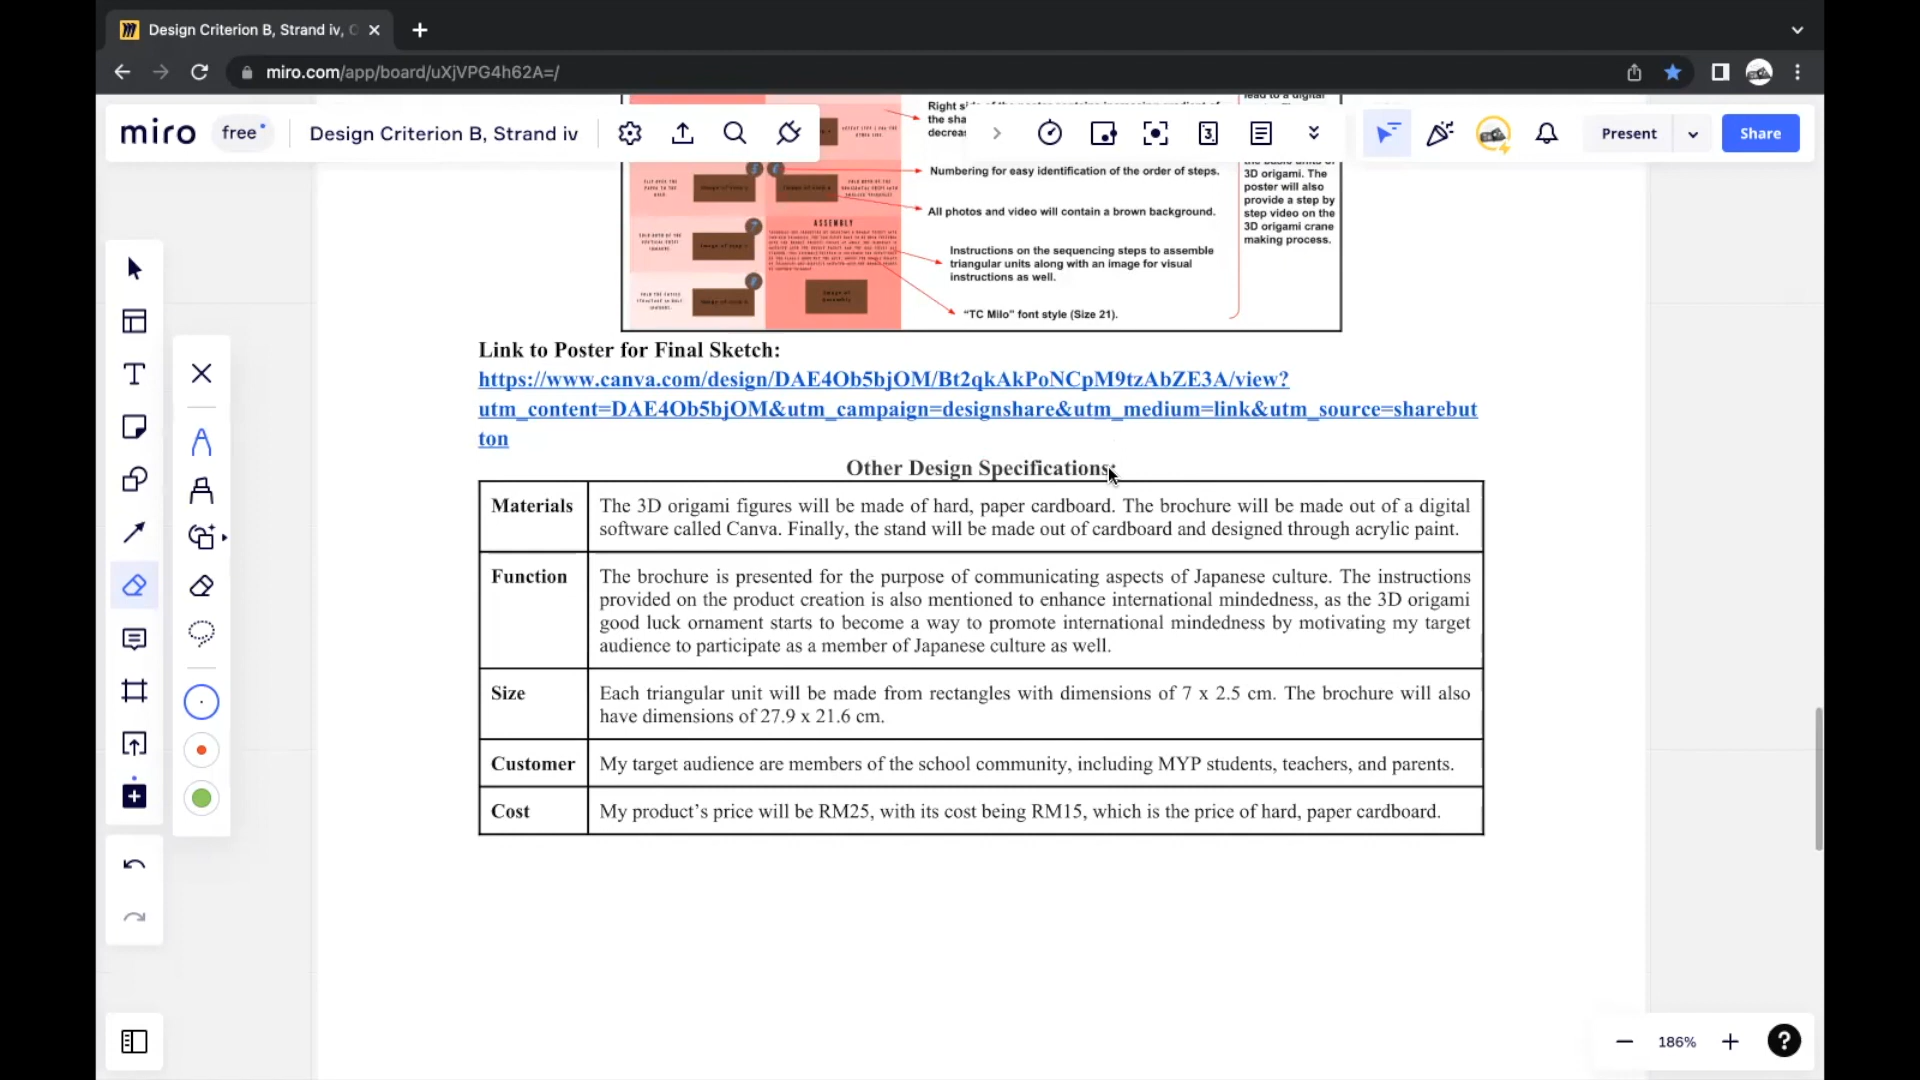 Design Criterion B, Strand iv,
miro.com/app/board/uXjVPG4h62A=/
miro
free
Design Criterion B, Strand iv
3
Present
Share
Right
the sha
decreas
Numbering for easy identification of the order of steps.
All photos and video will contain a brown background.
Instructions on the sequencing steps to assemble
triangular units along with an image for visual
instructions as well.
"TC Milo" font style (Size 21).
lead to a digital
the basic units of
3D origami. The
poster will also
provide a step by
step video on the
3D origami crane
making process.
ASSEMBLY
Link to Poster for Final Sketch:
https://www.canva.com/design/DAE4Ob5bjOM/Bt2qkAkPoNCpM9tzAbZE3A/view?
utm_content=DAE4Ob5bjOM&utm_campaign=designshare&utm_medium=link&utm_source=sharebut
ton
Other Design Specifications:
Materials
The 3D origami figures will be made of hard, paper cardboard. The brochure will be made out of a digital
software called Canva. Finally, the stand will be made out of cardboard and designed through acrylic paint.
Function
The brochure is presented for the purpose of communicating aspects of Japanese culture. The instructions
provided on the product creation is also mentioned to enhance international mindedness, as the 3D origami
good luck ornament starts to become a way to promote international mindedness by motivating my target
audience to participate as a member of Japanese culture as well.
Size
Each triangular unit will be made from rectangles with dimensions of 7 x 2.5 cm. The brochure will also
have dimensions of 27.9 x 21.6 cm.
Customer
My target audience are members of the school community, including MYP students, teachers, and parents.
Cost
My product's price will be RM25, with its cost being RM15, which is the price of hard, paper cardboard.
186%